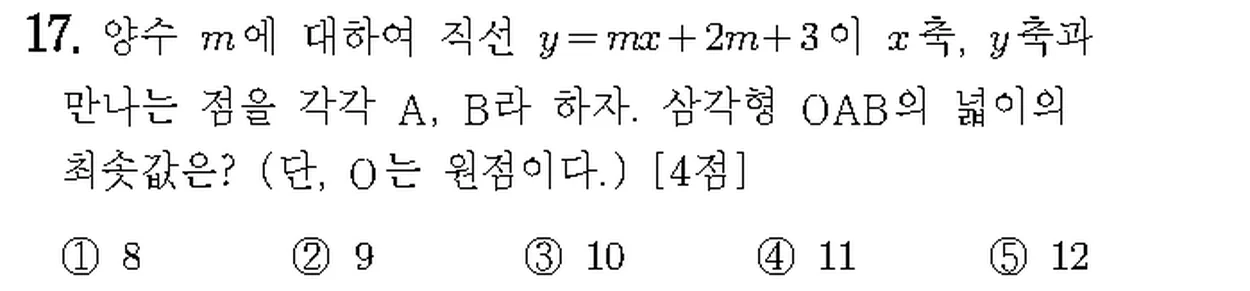 17. 양수 m에 대하여 직선 y=mx+2m+3이 x축, y축과
만나는 점을 각각 A, B라 하자. 삼각형 OAB의 넓이의
최솟값은? (단, O는 원점이다.) [4점]
① 8 ② 9 ③ 10 ④ 11 ⑤ 12